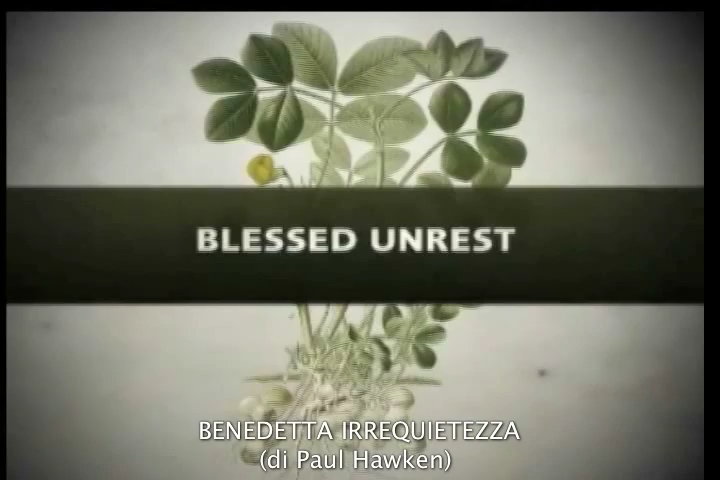 BLESSED UNREST
BENEDETTA IRREQUIETEZZA
(di Paul Hawken)